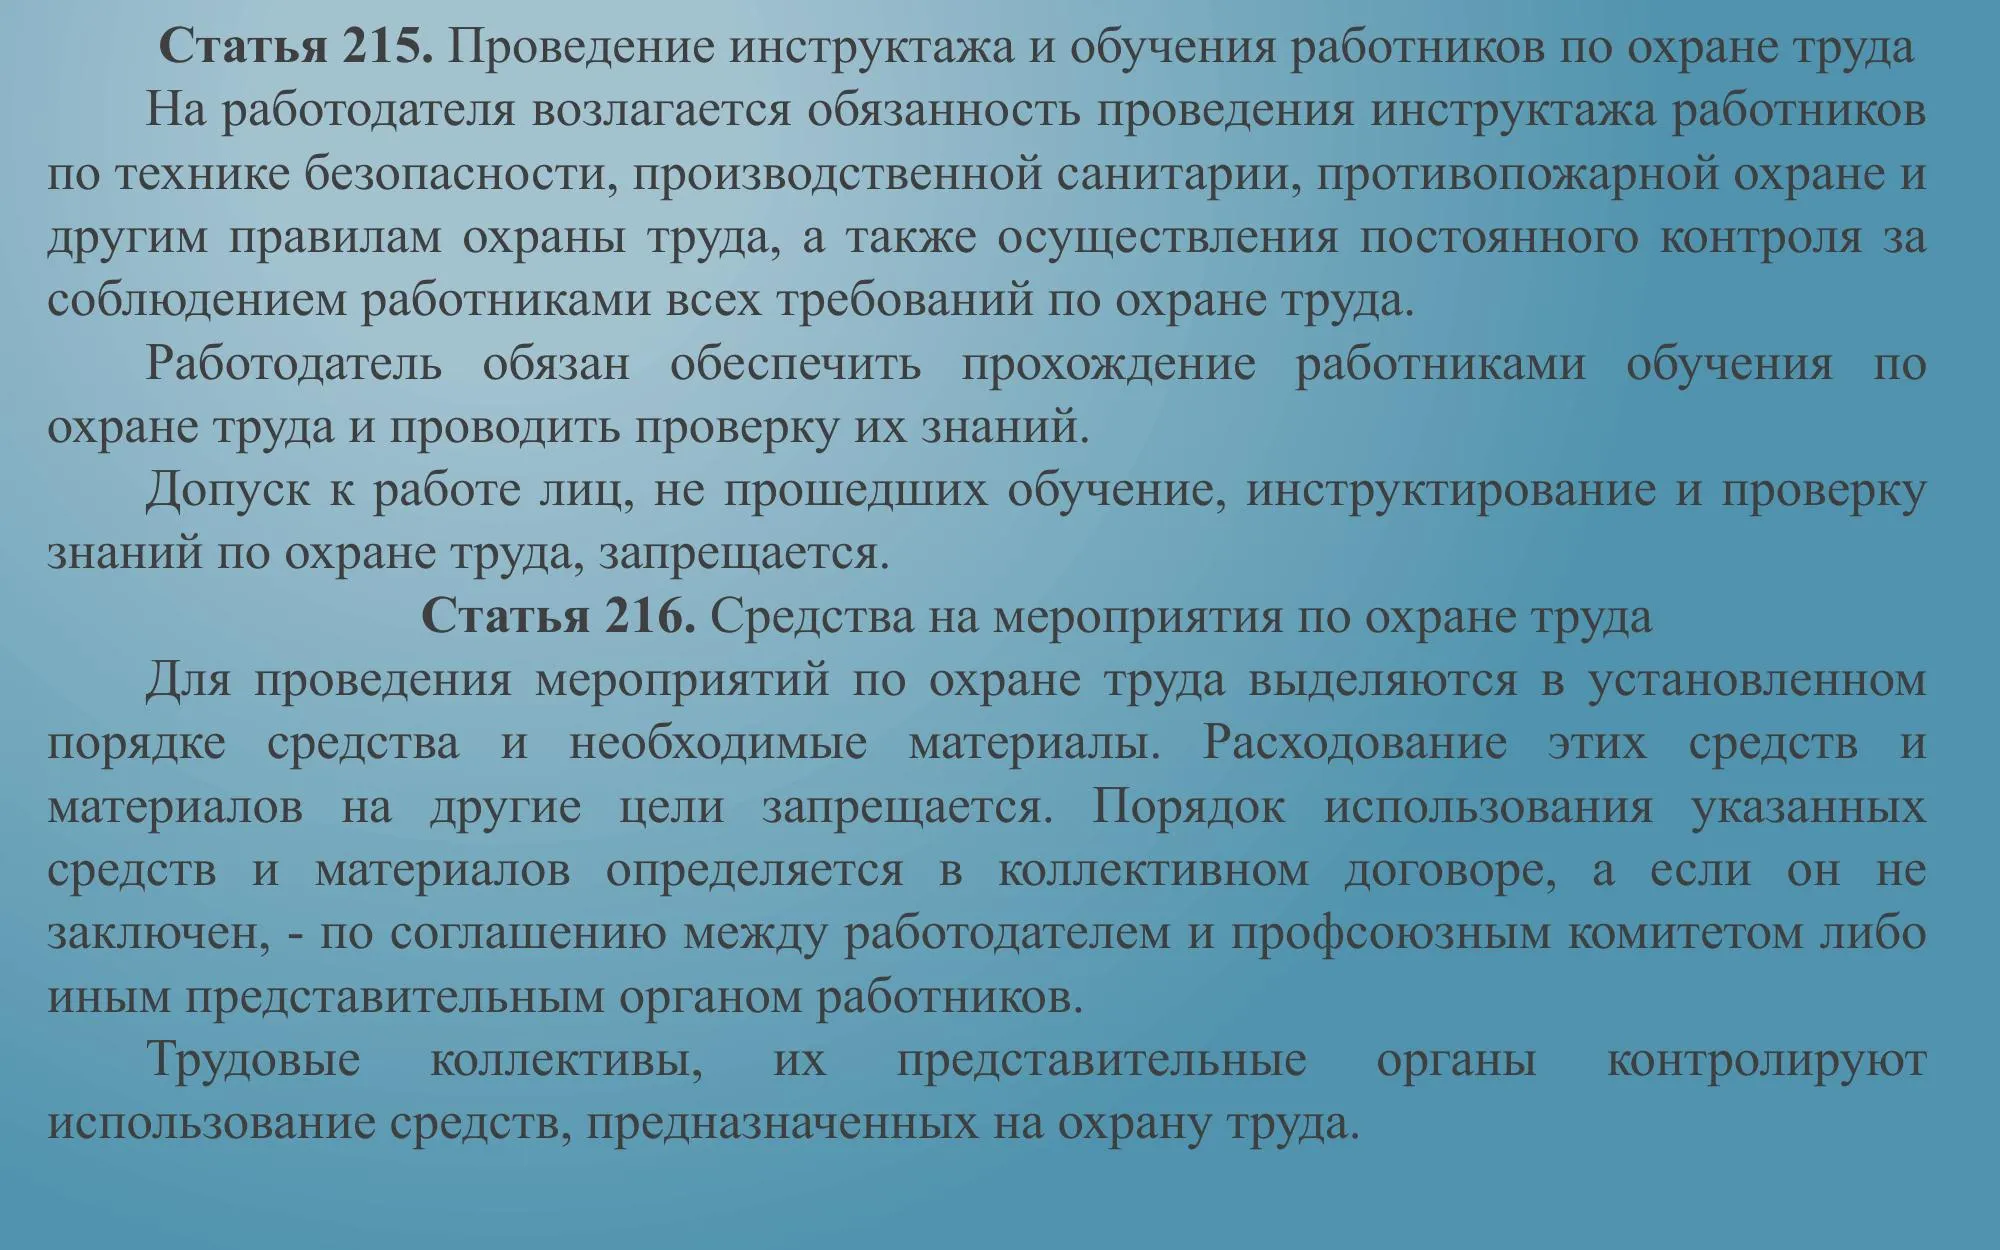 Статья 215. Проведение инструктажа и обучения работников по охране труда
На работодателя возлагается обязанность проведения инструктажа работников
по технике безопасности, производственной санитарии, противопожарной охране и
другим правилам охраны труда, а также осуществления постоянного контроля за
соблюдением работниками всех требований по охране труда.
Работодатель обязан обеспечить прохождение работниками обучения по
охране труда и проводить проверку их знаний.
Допуск к работе лиц, не прошедших обучение, инструктирование и проверку
знаний по охране труда, запрещается.
Статья 216. Средства на мероприятия по охране труда
Для проведения мероприятий по охране труда выделяются в установленном
порядке средства и необходимые материалы. Расходование этих средств и
материалов на другие цели запрещается. Порядок использования указанных
средств и материалов определяется в коллективном договоре, а если он не
заключен, - по соглашению между работодателем и профсоюзным комитетом либо
иным представительным органом работников.
Трудовые коллективы, их представительные органы контролируют
использование средств, предназначенных на охрану труда.